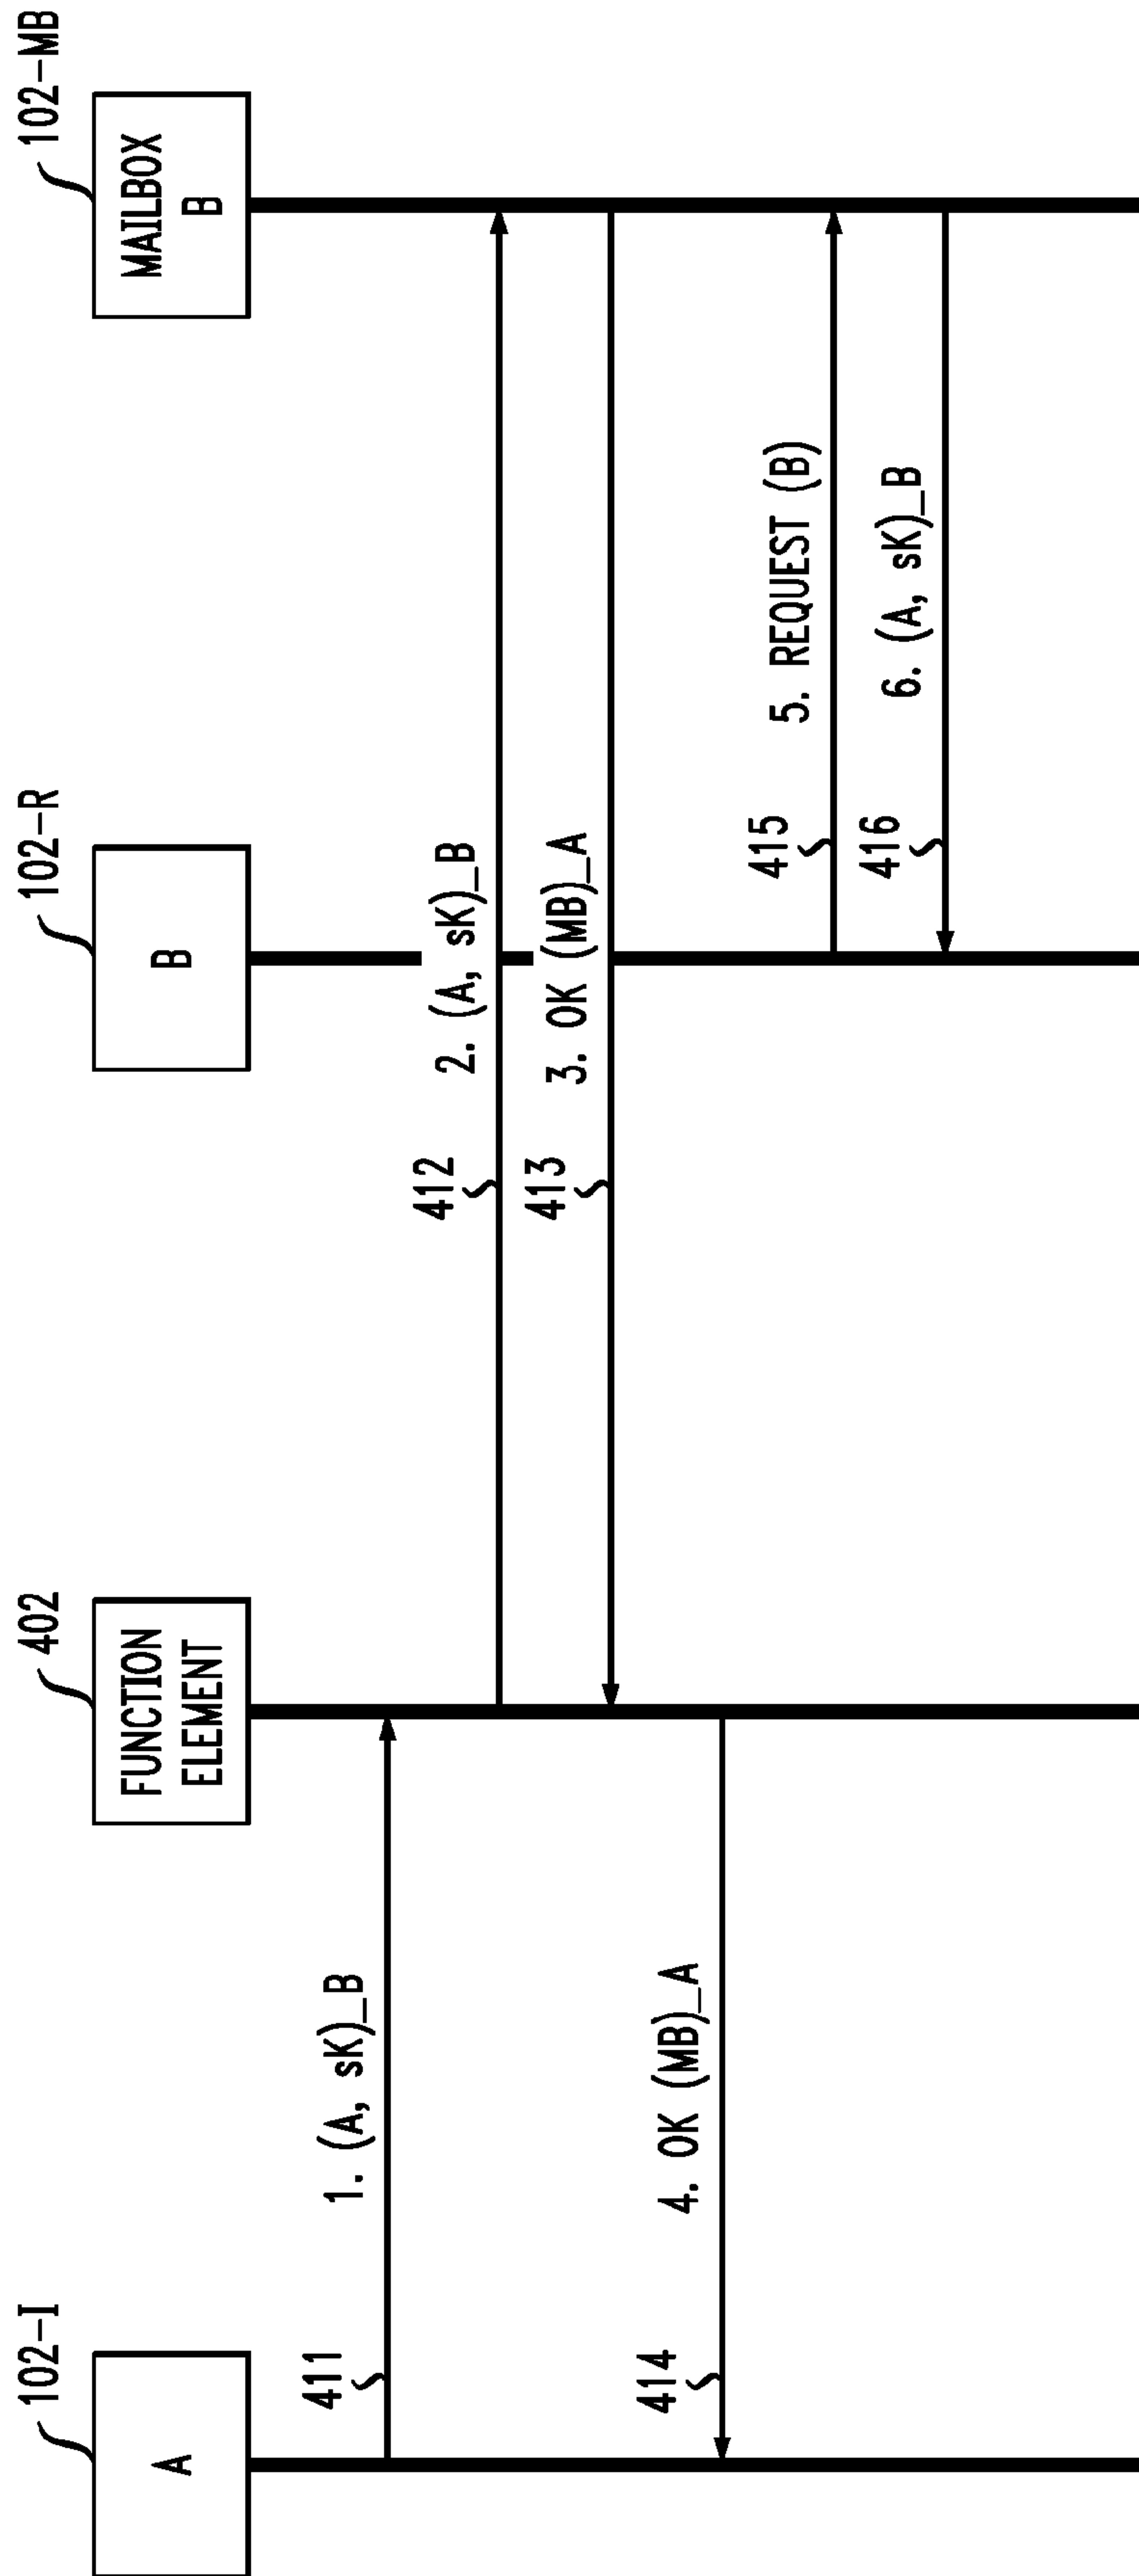 102-I
402
102-R
102-MB
A
FUNCTION
ELEMENT
B
MAILBOX
B
411
1. (A, sK)_B
412
2. (A, sK)_B
413
3. OK (MB)_A
414
4. OK (MB)_A
415
5. REQUEST (B)
416
6. (A, sK)_B